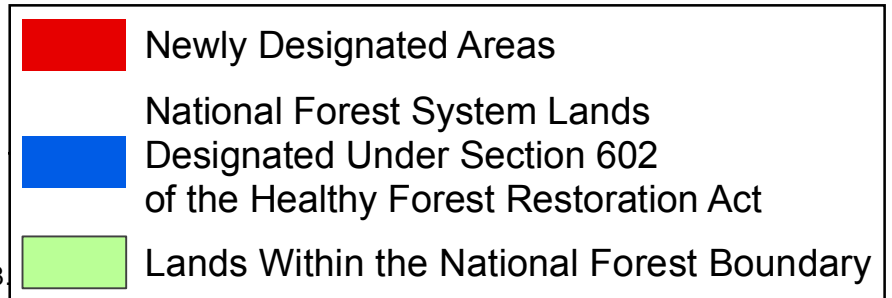 Newly Designated Areas
National Forest System Lands
Designated Under Section 602
of the Healthy Forest Restoration Act
Lands Within the National Forest Boundary